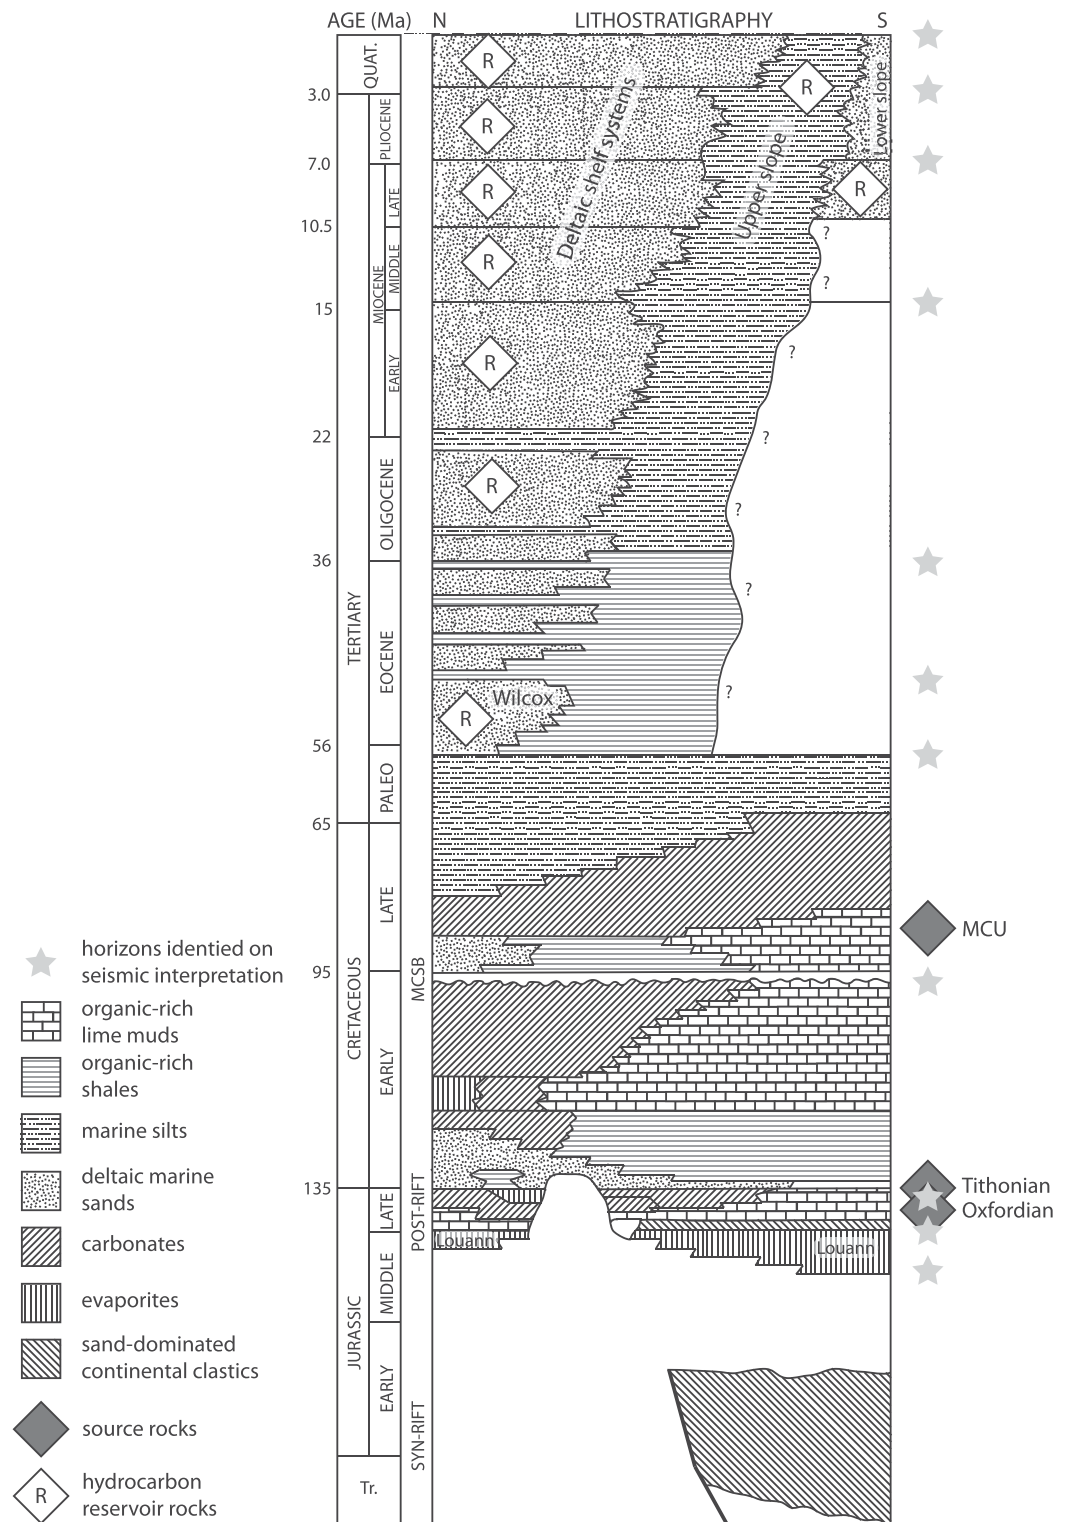 AGE (Ma) N LITHOSTRATIGRAPHY S
QUAT.
3.0
PLIOCENE
7.0
LATE
10.5
MIDDLE
MIOCENE
15
EARLY
22
OLIGOCENE
36
TERTIARY
EOCENE
56
PALEO
65
LATE
95
CRETACEOUS
EARLY
135
LATE
MIDDLE
JURASSIC
EARLY
Tr.
MCSB
POST-RIFT
SYN-RIFT
R
R
R
R
R
R
R
R
R
Deltaic shelf systems
Upper slope
Lower slope
?
?
?
?
?
?
?
Wilcox
Louann
Louann
MCU
Tithonian
Oxfordian
horizons identied on
seismic interpretation
organic-rich
lime muds
organic-rich
shales
marine silts
deltaic marine
sands
carbonates
evaporites
sand-dominated
continental clastics
source rocks
R
hydrocarbon
reservoir rocks